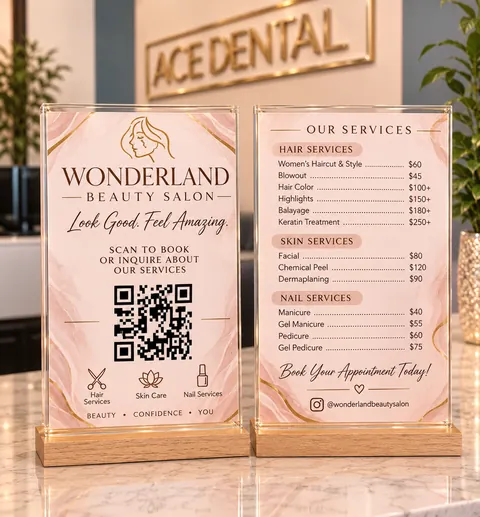 ACE DENTAL
WONDERLAND
BEAUTY SALON
Look Good. Feel Amazing.
SCAN TO BOOK
OR INQUIRE ABOUT
OUR SERVICES
Hair
Services
Skin Care
Nail Services
BEAUTY • CONFIDENCE • YOU
OUR SERVICES
HAIR SERVICES
Women's Haircut & Style $60
Blowout $45
Hair Color $100+
Highlights $150+
Balayage $180+
Keratin Treatment $250+
SKIN SERVICES
Facial $80
Chemical Peel $120
Dermaplaning $90
NAIL SERVICES
Manicure $40
Gel Manicure $55
Pedicure $60
Gel Pedicure $75
Book Your Appointment Today!
@wonderlandbeautysalon